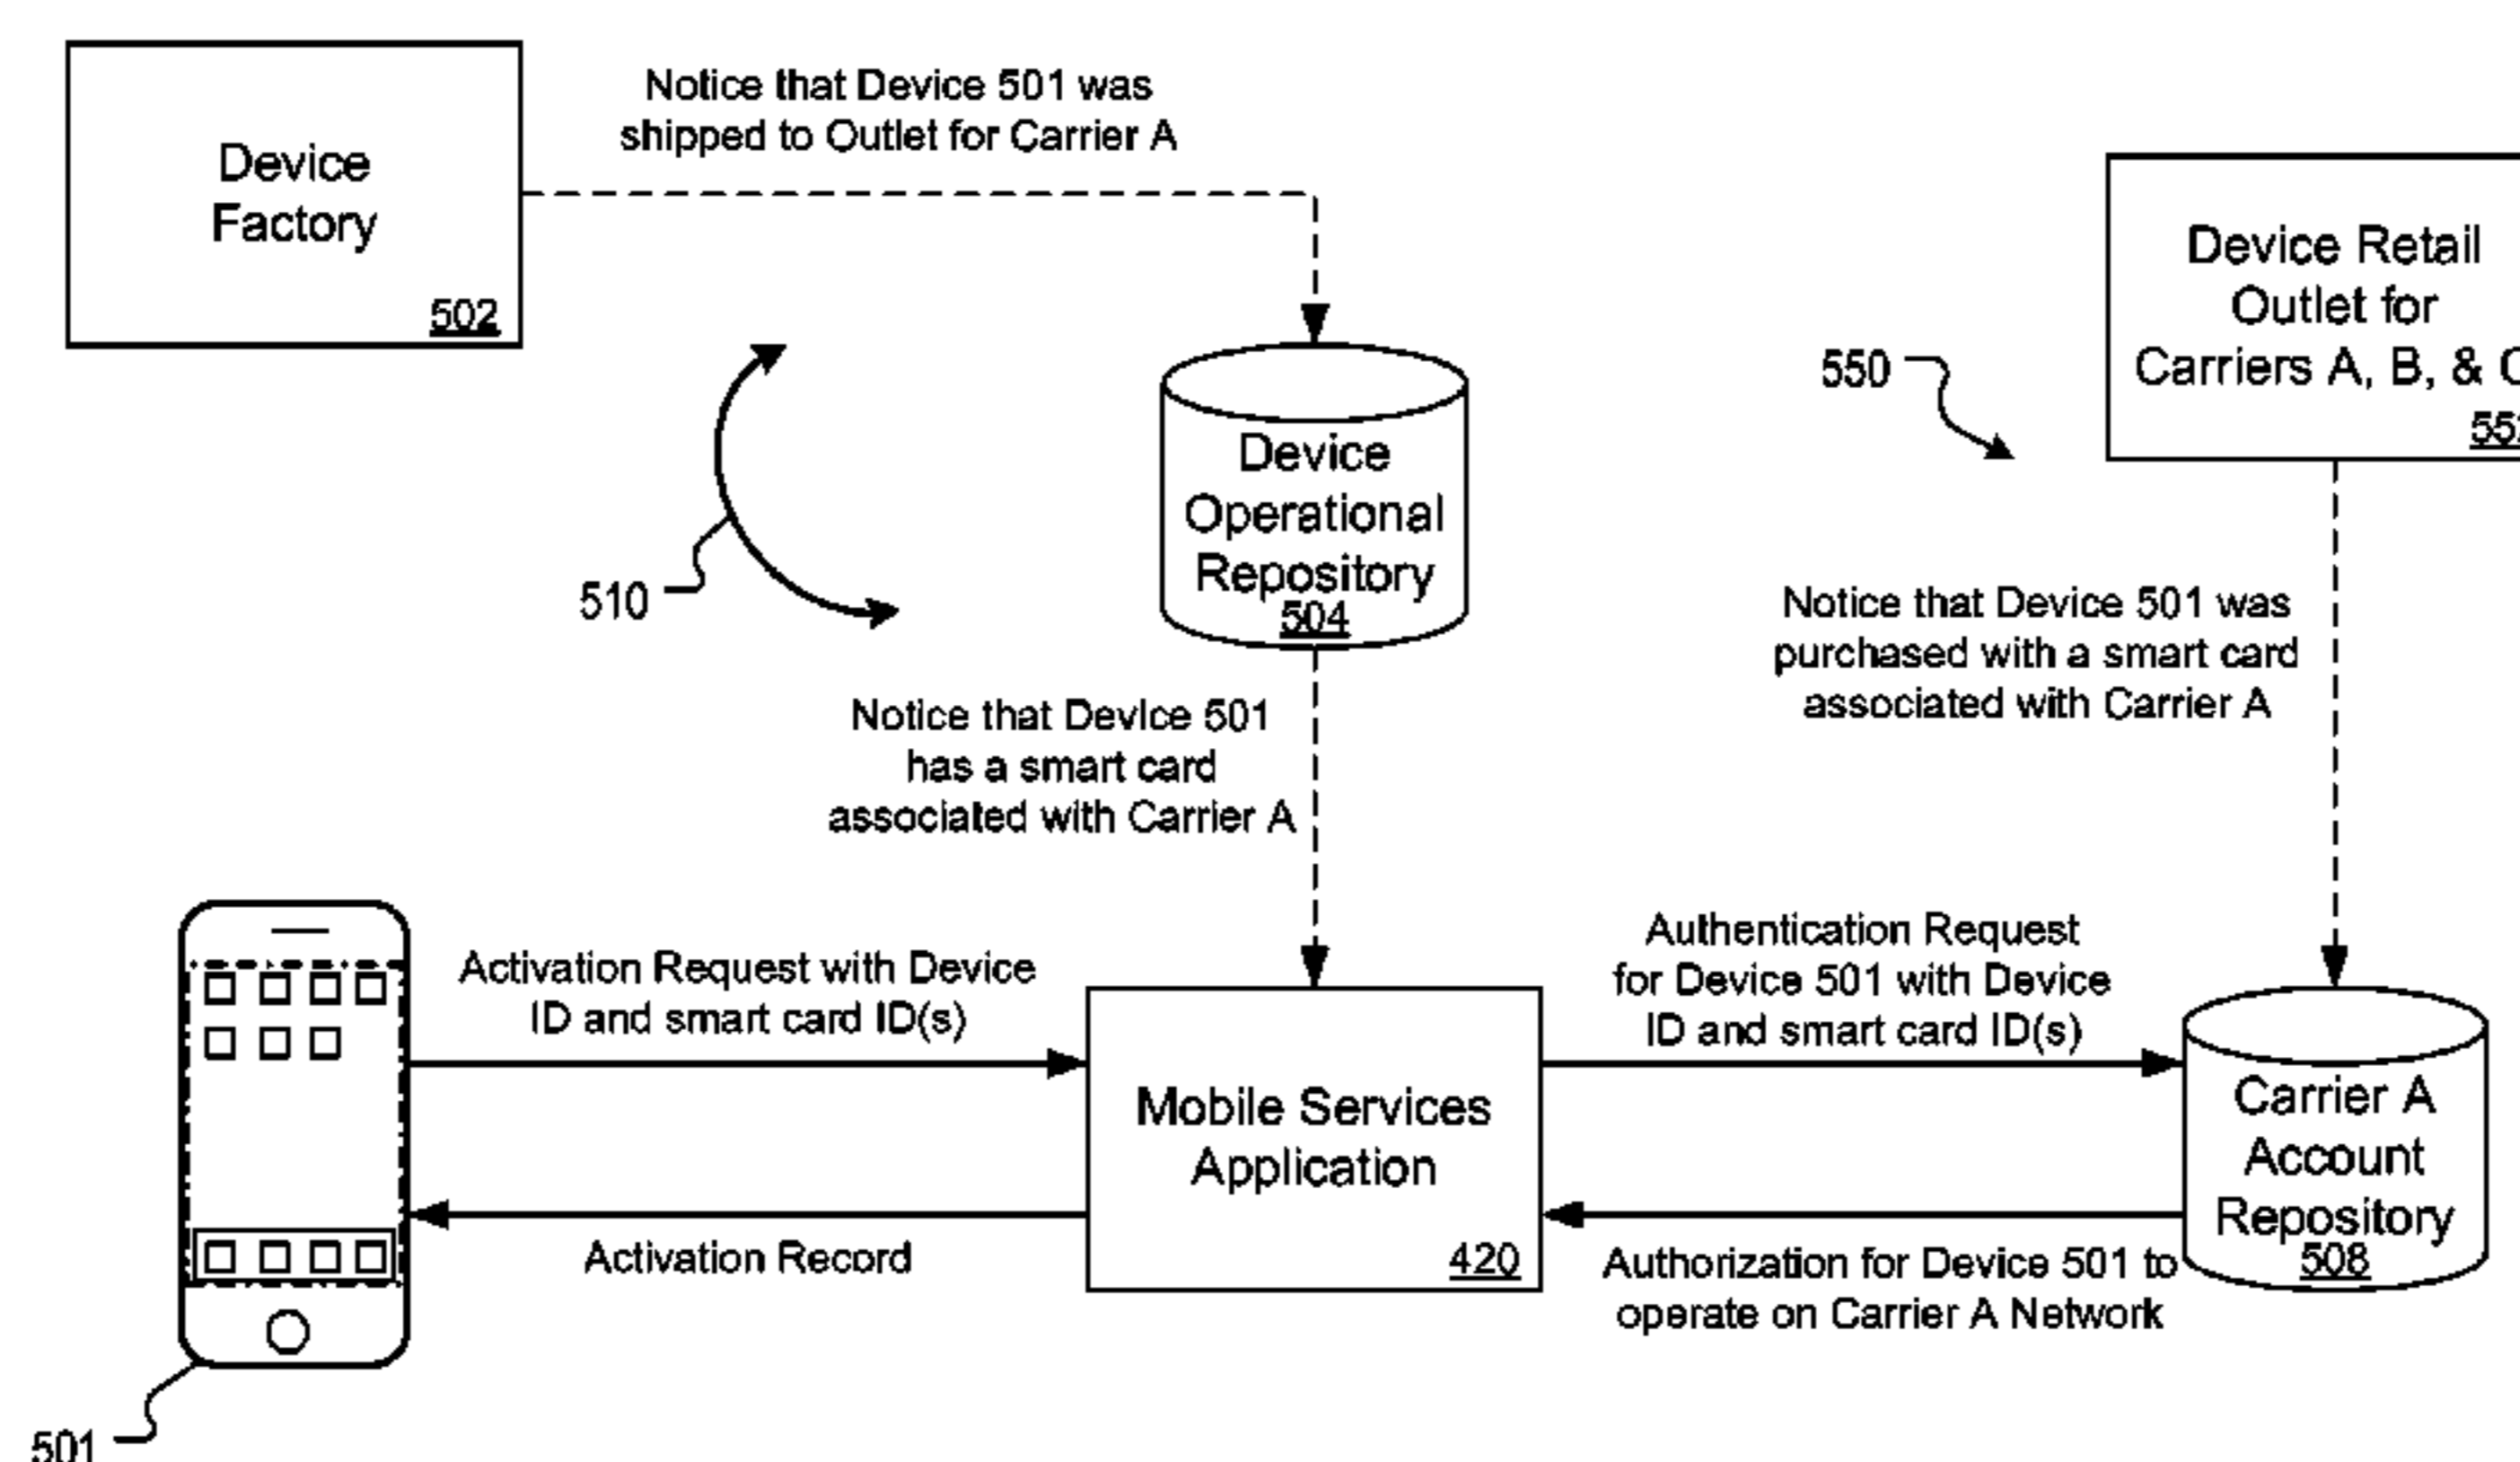 Device
Factory
502
Notice that Device 501 was
shipped to Outlet for Carrier A
Device Retail
Outlet for
Carriers A, B, &
550
Device
Operational
Repository
504
510
Notice that Device 501 was
purchased with a smart card
associated with Carrier A
Notice that Device 501
has a smart card
associated with Carrier A
Activation Request with Device
ID and smart card ID(s)
Authentication Request
for Device 501 with Device
ID and smart card ID(s)
Mobile Services
Application
420
Carrier A
Account
Repository
508
Activation Record
Authorization for Device 501 to
operate on Carrier A Network
501